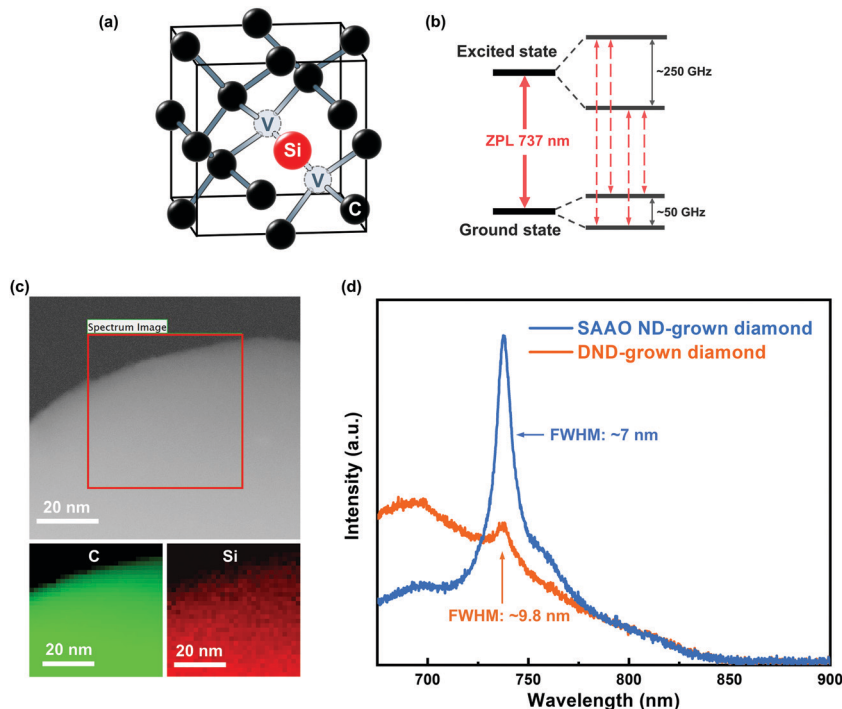 (a)
V
Si
V
C
(b)
Excited state
~250 GHz
ZPL 737 nm
~50 GHz
Ground state
(c)
Spectrum Image
20 nm
C
20 nm
Si
20 nm
(d)
SAAO ND-grown diamond
DND-grown diamond
FWHM: ~7 nm
FWHM: ~9.8 nm
Intensity (a.u.)
700 750 800 850 900
Wavelength (nm)